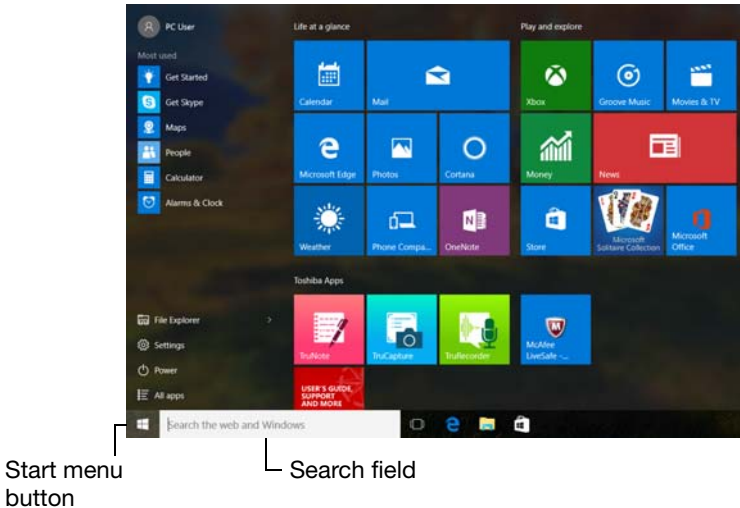 PC User
Life at a glance
Play and explore
Most used
Get Started
Get Skype
Maps
People
Calculator
Alarms & Clock
Calendar
Mail
Xbox
Groove Music
Movies & TV
Microsoft Edge
Photos
Cortana
Money
News
Weather
Phone Compa...
OneNote
Store
Microsoft
Solitaire Collection
Microsoft
Office
Toshiba Apps
TruNote
TruCapture
TruRecorder
McAfee
LiveSafe -...
USER'S GUIDE,
SUPPORT
AND MORE
File Explorer
Settings
Power
All apps
Search the web and Windows
Start menu
button
Search field